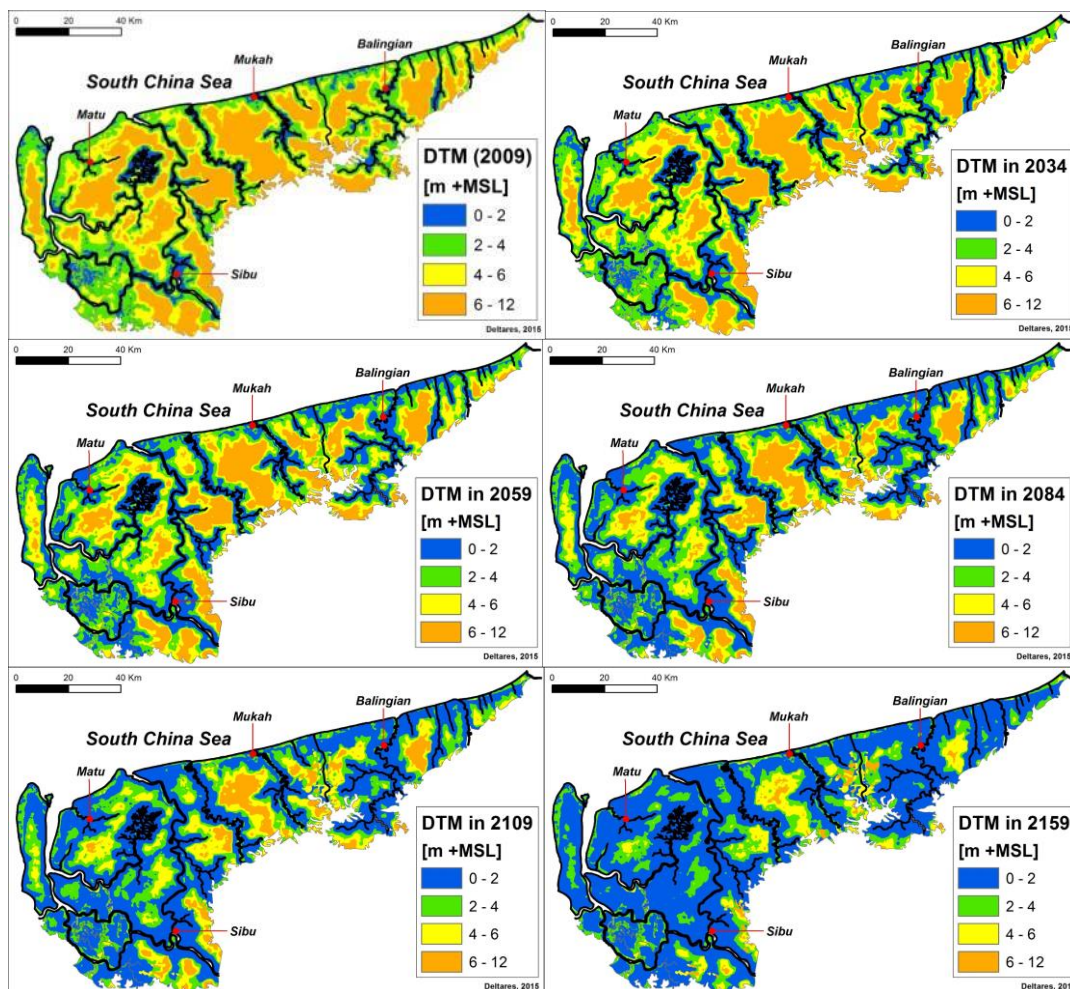 0 20 40 Km
Balingian
Mukah
South China Sea
Matu
Sibu
DTM (2009)
[m +MSL]
0 - 2
2 - 4
4 - 6
6 - 12
Deltares, 2015
0 20 40 Km
Balingian
Mukah
South China Sea
Matu
Sibu
DTM in 2034
[m +MSL]
0 - 2
2 - 4
4 - 6
6 - 12
Deltares, 2015
0 20 40 Km
Balingian
Mukah
South China Sea
Matu
Sibu
DTM in 2059
[m +MSL]
0 - 2
2 - 4
4 - 6
6 - 12
Deltares, 2015
0 20 40 Km
Balingian
Mukah
South China Sea
Matu
Sibu
DTM in 2084
[m +MSL]
0 - 2
2 - 4
4 - 6
6 - 12
Deltares, 2015
0 20 40 Km
Balingian
Mukah
South China Sea
Matu
Sibu
DTM in 2109
[m +MSL]
0 - 2
2 - 4
4 - 6
6 - 12
Deltares, 2015
0 20 40 Km
Balingian
Mukah
South China Sea
Matu
Sibu
DTM in 2159
[m +MSL]
0 - 2
2 - 4
4 - 6
6 - 12
Deltares, 201